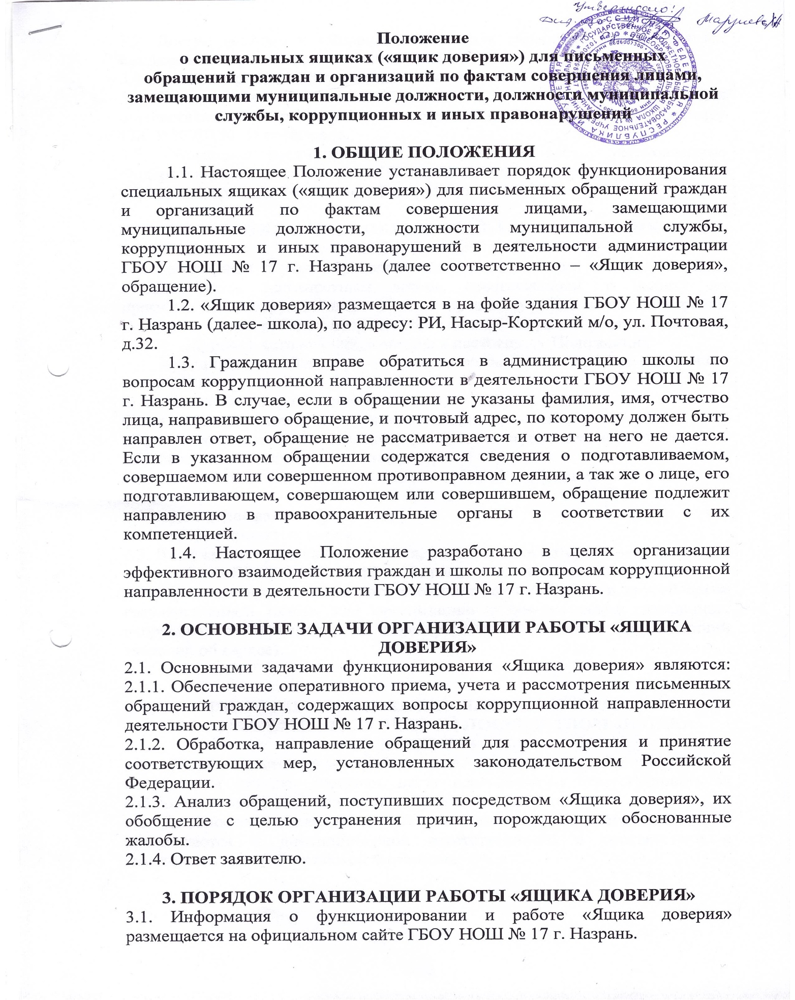 Утверждаю!
Положение
о специальных ящиках («ящик доверия») для письменных
обращений граждан и организаций по фактам совершения лицами,
замещающими муниципальные должности, должности муниципальной
службы, коррупционных и иных правонарушений
1. ОБЩИЕ ПОЛОЖЕНИЯ
1.1. Настоящее Положение устанавливает порядок функционирования
специальных ящиках («ящик доверия») для письменных обращений граждан
и организаций по фактам совершения лицами, замещающими
муниципальные должности, должности муниципальной службы,
коррупционных и иных правонарушений в деятельности администрации
ГБОУ НОШ № 17 г. Назрань (далее соответственно – «Ящик доверия»,
обращение).
1.2. «Ящик доверия» размещается в на фойе здания ГБОУ НОШ № 17
г. Назрань (далее- школа), по адресу: РИ, Насыр-Кортский м/о, ул. Почтовая,
д.32.
1.3. Гражданин вправе обратиться в администрацию школы по
вопросам коррупционной направленности в деятельности ГБОУ НОШ № 17
г. Назрань. В случае, если в обращении не указаны фамилия, имя, отчество
лица, направившего обращение, и почтовый адрес, по которому должен быть
направлен ответ, обращение не рассматривается и ответ на него не дается.
Если в указанном обращении содержатся сведения о подготавливаемом,
совершаемом или совершенном противоправном деянии, а так же о лице, его
подготавливающем, совершающем или совершившем, обращение подлежит
направлению в правоохранительные органы в соответствии с их
компетенцией.
1.4. Настоящее Положение разработано в целях организации
эффективного взаимодействия граждан и школы по вопросам коррупционной
направленности в деятельности ГБОУ НОШ № 17 г. Назрань.
2. ОСНОВНЫЕ ЗАДАЧИ ОРГАНИЗАЦИИ РАБОТЫ «ЯЩИКА
ДОВЕРИЯ»
2.1. Основными задачами функционирования «Ящика доверия» являются:
2.1.1. Обеспечение оперативного приема, учета и рассмотрения письменных
обращений граждан, содержащих вопросы коррупционной направленности
деятельности ГБОУ НОШ № 17 г. Назрань.
2.1.2. Обработка, направление обращений для рассмотрения и принятие
соответствующих мер, установленных законодательством Российской
Федерации.
2.1.3. Анализ обращений, поступивших посредством «Ящика доверия», их
обобщение с целью устранения причин, порождающих обоснованные
жалобы.
2.1.4. Ответ заявителю.
3. ПОРЯДОК ОРГАНИЗАЦИИ РАБОТЫ «ЯЩИКА ДОВЕРИЯ»
3.1. Информация о функционировании и работе «Ящика доверия»
размещается на официальном сайте ГБОУ НОШ № 17 г. Назрань.